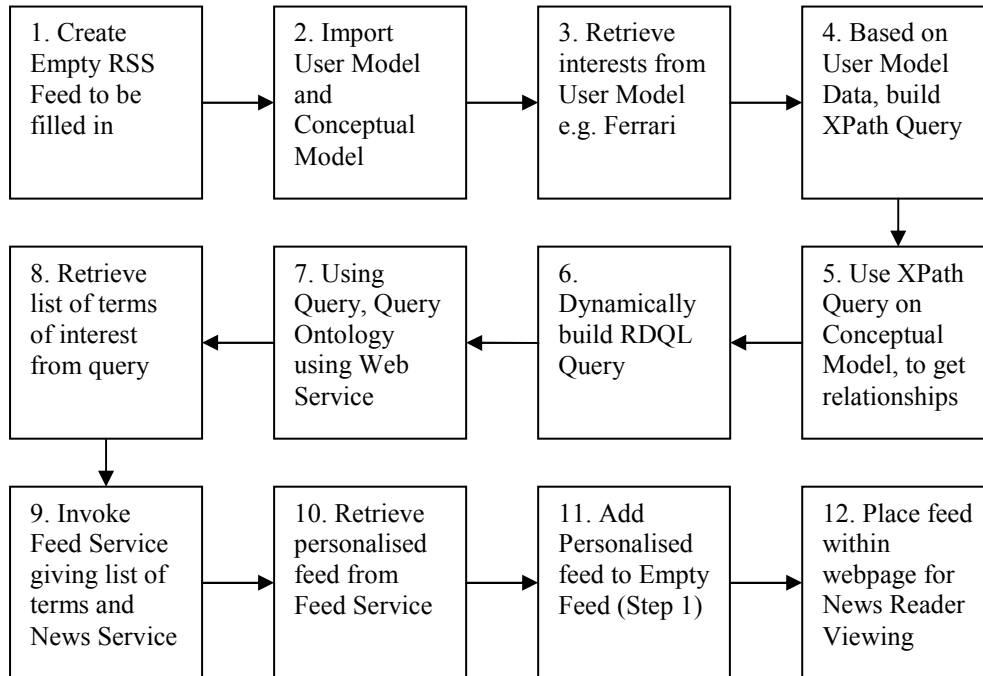 1. Create
Empty RSS
Feed to be
filled in
2. Import
User Model
and
Conceptual
Model
3. Retrieve
interests from
User Model
e.g. Ferrari
4. Based on
User Model
Data, build
XPath Query
5. Use XPath
Query on
Conceptual
Model, to get
relationships
6.
Dynamically
build RDQL
Query
7. Using
Query, Query
Ontology
using Web
Service
8. Retrieve
list of terms
of interest
from query
9. Invoke
Feed Service
giving list of
terms and
News Service
10. Retrieve
personalised
feed from
Feed Service
11. Add
Personalised
feed to Empty
Feed (Step 1)
12. Place feed
within
webpage for
News Reader
Viewing